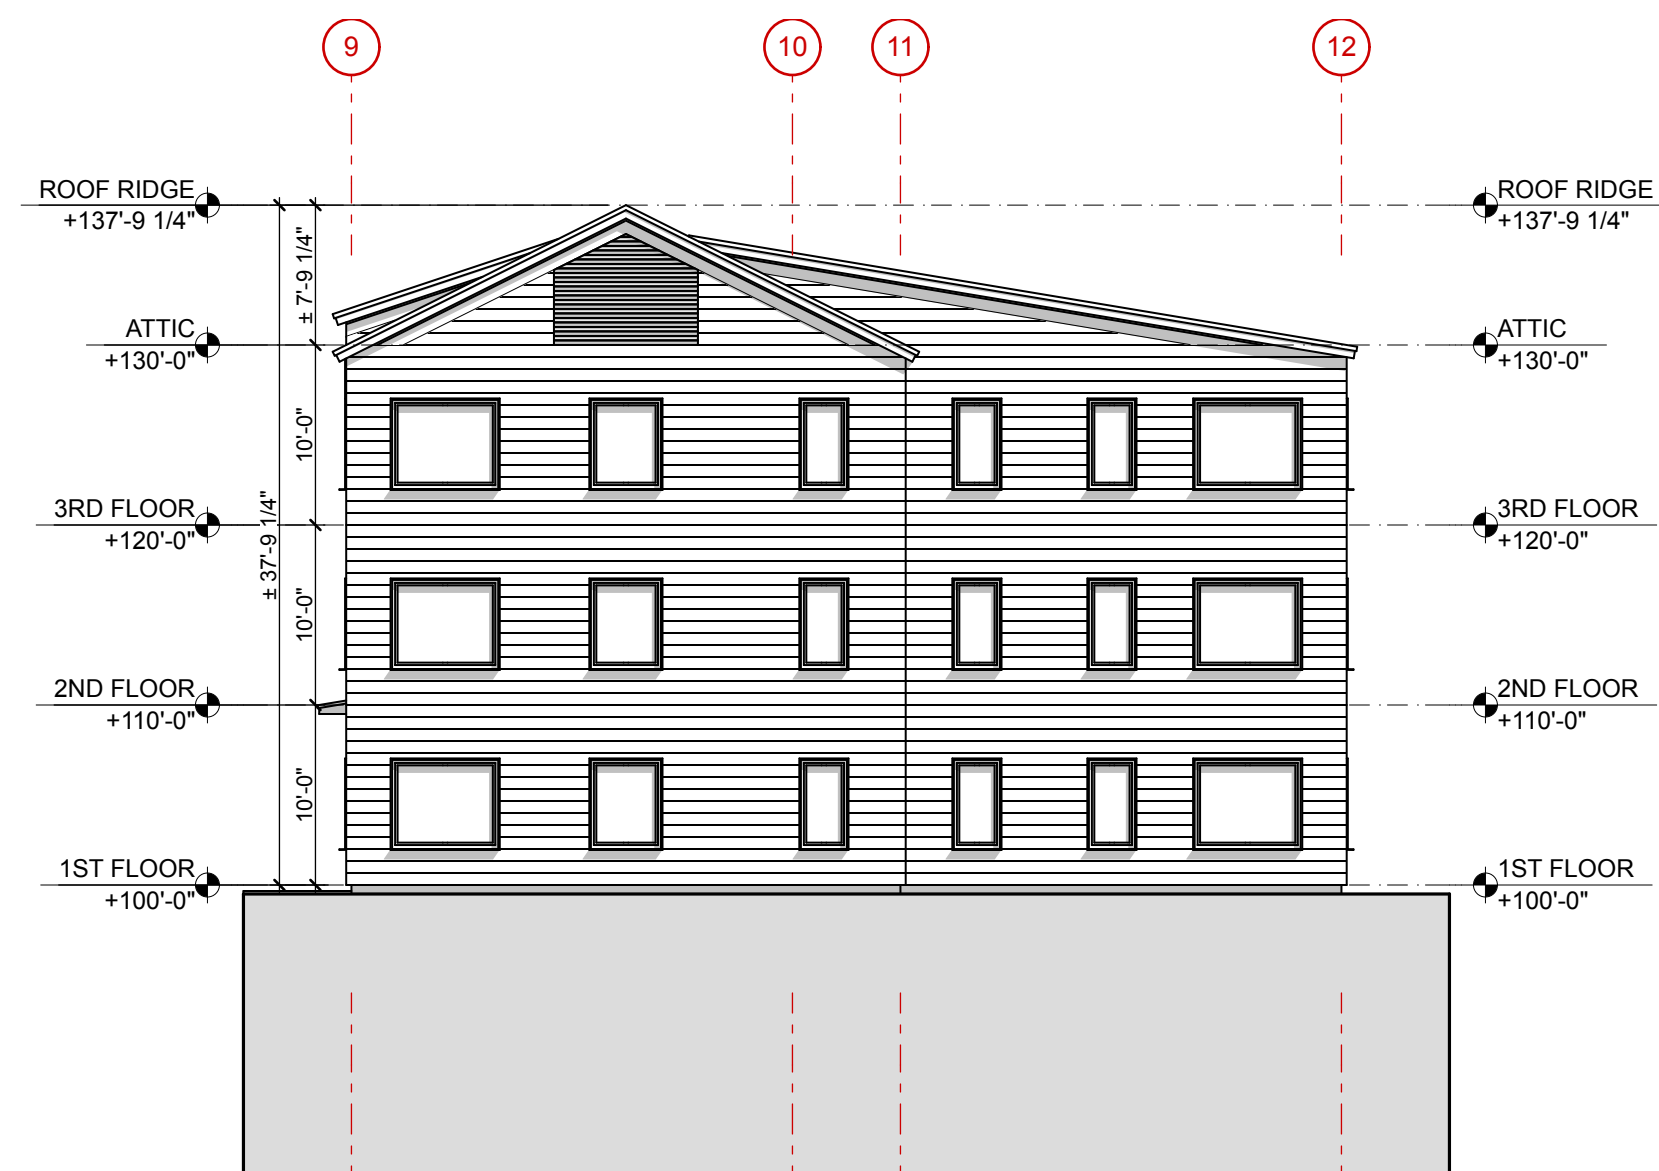 9
10
11
12
ROOF RIDGE
+137'-9 1/4"
ROOF RIDGE
+137'-9 1/4"
± 7'-9 1/4"
ATTIC
+130'-0"
ATTIC
+130'-0"
10'-0"
3RD FLOOR
+120'-0"
3RD FLOOR
+120'-0"
± 37'-9 1/4"
10'-0"
2ND FLOOR
+110'-0"
2ND FLOOR
+110'-0"
10'-0"
1ST FLOOR
+100'-0"
1ST FLOOR
+100'-0"